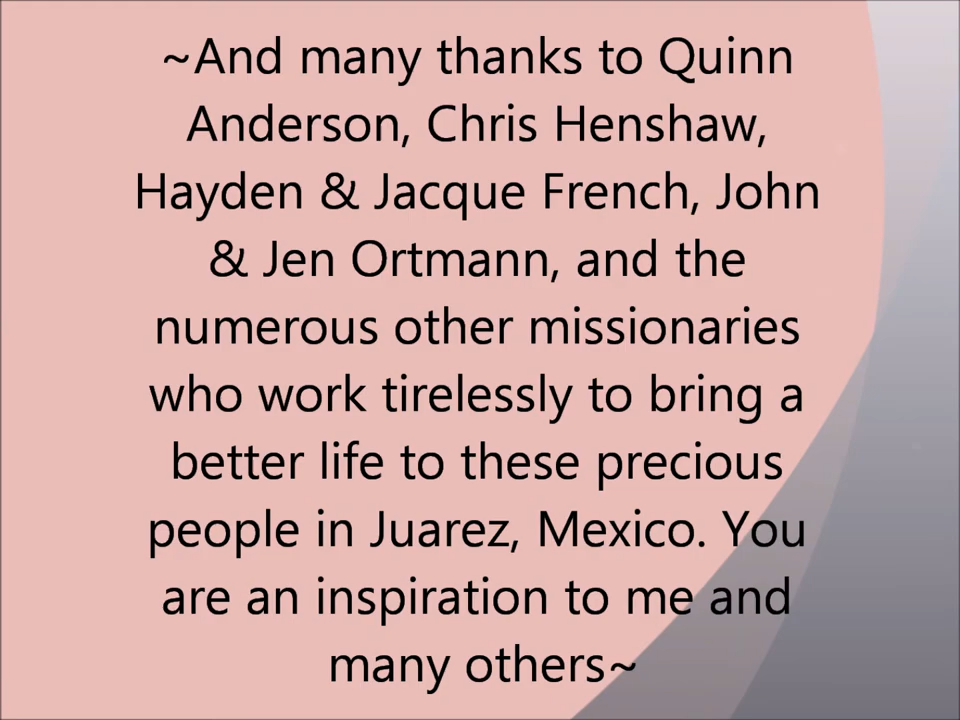 ~And many thanks to Quinn
Anderson, Chris Henshaw,
Hayden & Jacque French, John
& Jen Ortmann, and the
numerous other missionaries
who work tirelessly to bring a
better life to these precious
people in Juarez, Mexico. You
are an inspiration to me and
many others~